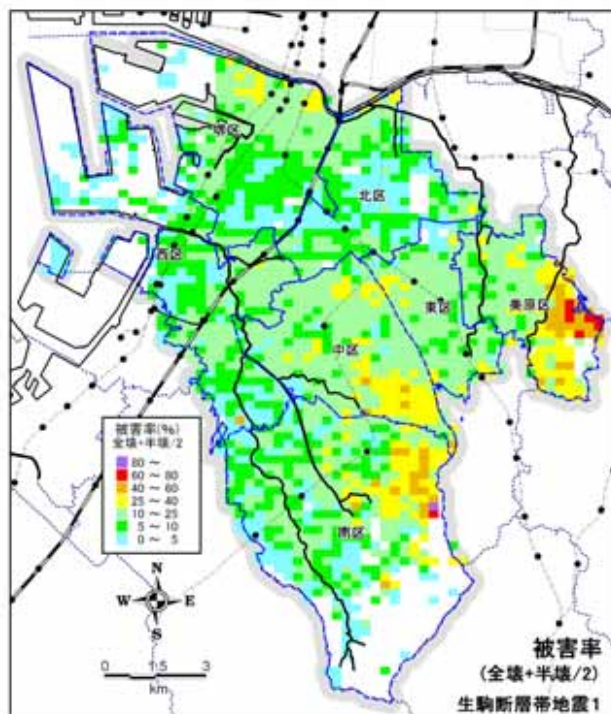 堺区
北区
西区
東区
美原区
中区
南区
被害率(%)
全壊+半壊/2
80 ～
60 ～ 80
40 ～ 60
25 ～ 40
10 ～ 25
5 ～ 10
0 ～ 5
N
W E
S
0 1.5 3
km
被害率
(全壊+半壊/2)
生駒断層帯地震1